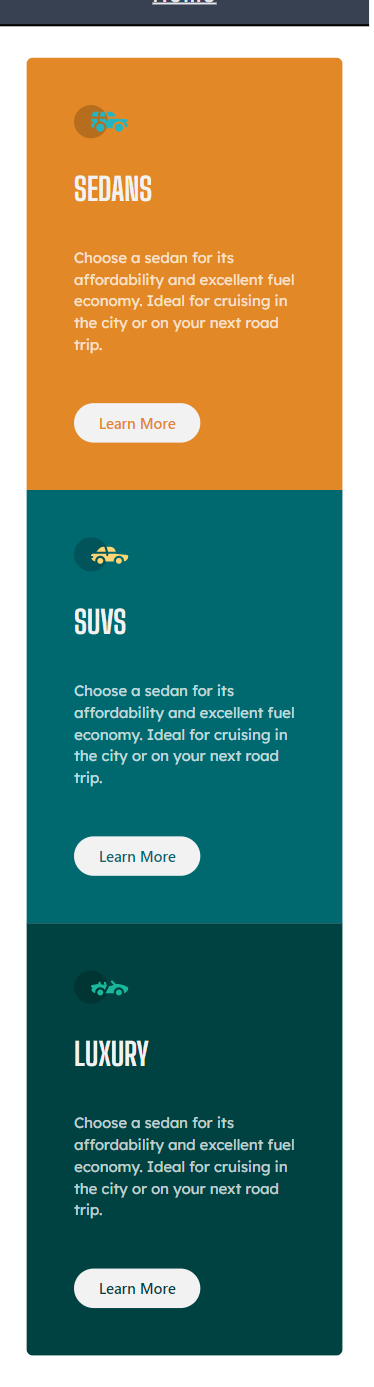 Home
SEDANS
Choose a sedan for its
affordability and excellent fuel
economy. Ideal for cruising in
the city or on your next road
trip.
Learn More
SUVS
Choose a sedan for its
affordability and excellent fuel
economy. Ideal for cruising in
the city or on your next road
trip.
Learn More
LUXURY
Choose a sedan for its
affordability and excellent fuel
economy. Ideal for cruising in
the city or on your next road
trip.
Learn More